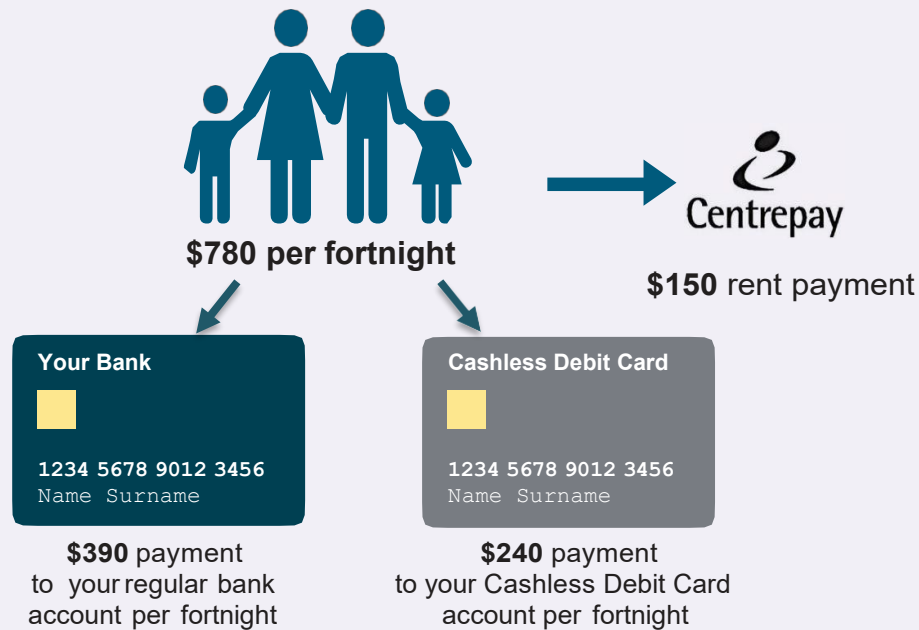 $780 per fortnight
Centrepay
$150 rent payment
Your Bank
1234 5678 9012 3456
Name Surname
$390 payment
to your regular bank
account per fortnight
Cashless Debit Card
1234 5678 9012 3456
Name Surname
$240 payment
to your Cashless Debit Card
account per fortnight